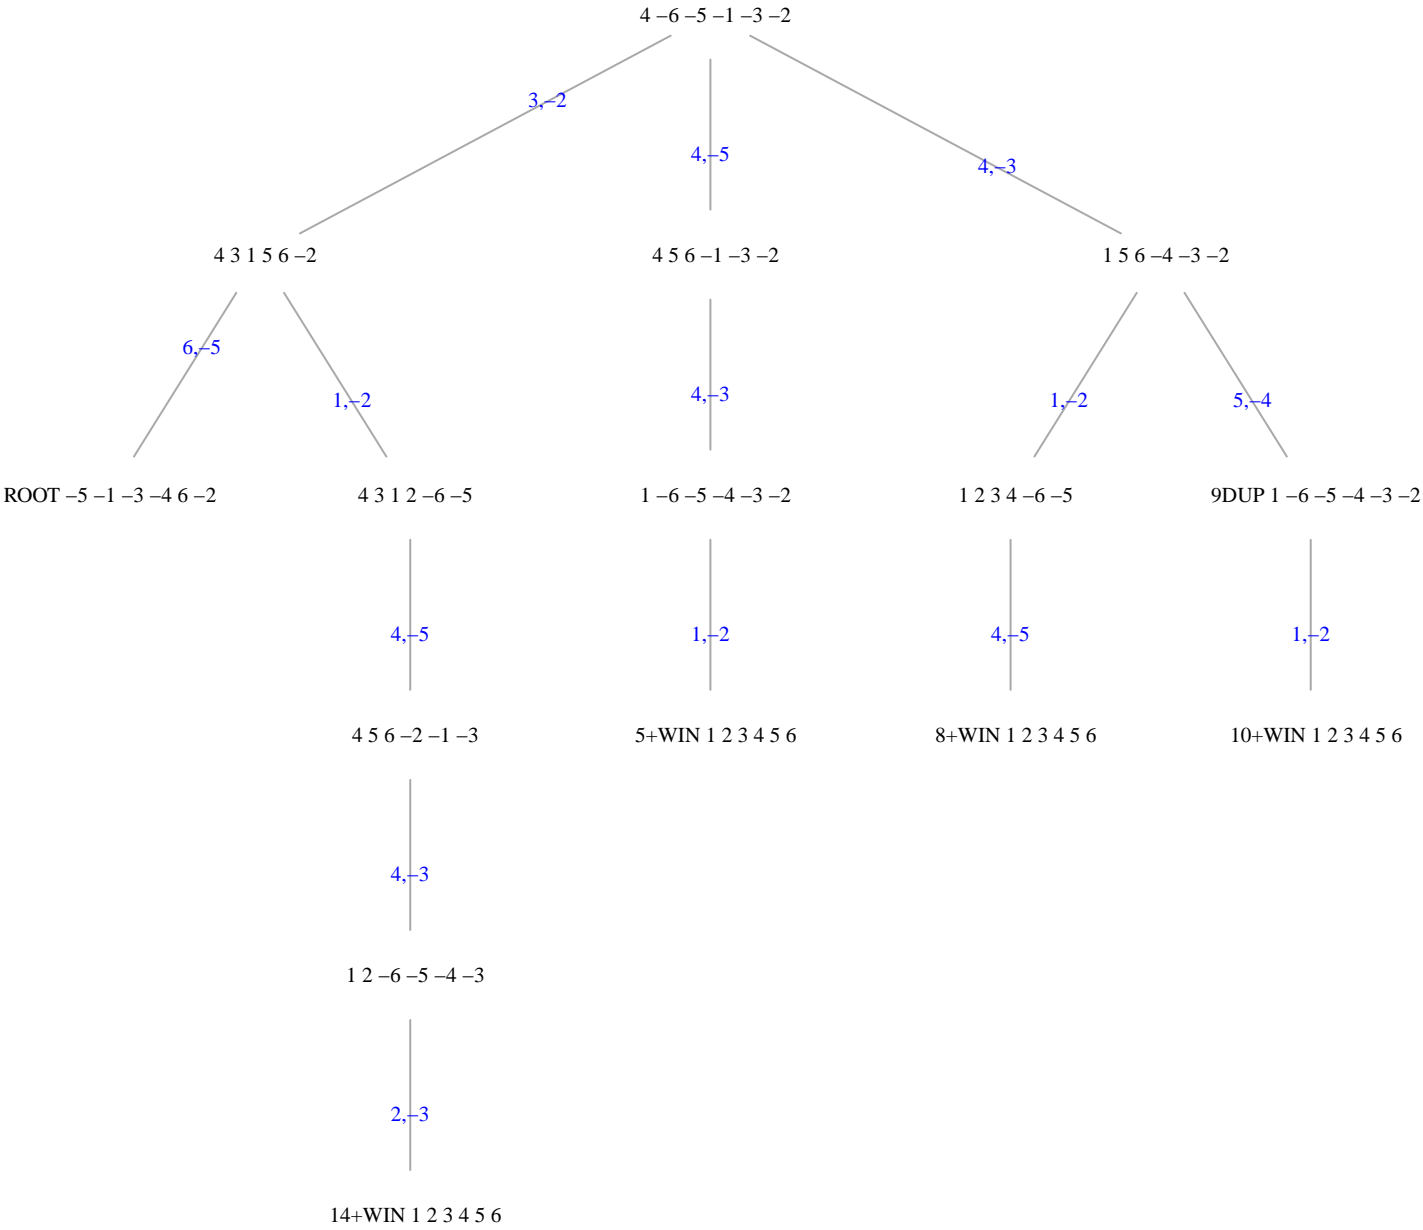 4 –6 –5 –1 –3 –2
3,–2
4,–5
4,–3
4 3 1 5 6 –2
4 5 6 –1 –3 –2
1 5 6 –4 –3 –2
6,–5
1,–2
4,–3
1,–2
5,–4
ROOT –5 –1 –3 –4 6 –2
4 3 1 2 –6 –5
1 –6 –5 –4 –3 –2
1 2 3 4 –6 –5
9DUP 1 –6 –5 –4 –3 –2
4,–5
1,–2
4,–5
1,–2
4 5 6 –2 –1 –3
5+WIN 1 2 3 4 5 6
8+WIN 1 2 3 4 5 6
10+WIN 1 2 3 4 5 6
4,–3
1 2 –6 –5 –4 –3
2,–3
14+WIN 1 2 3 4 5 6